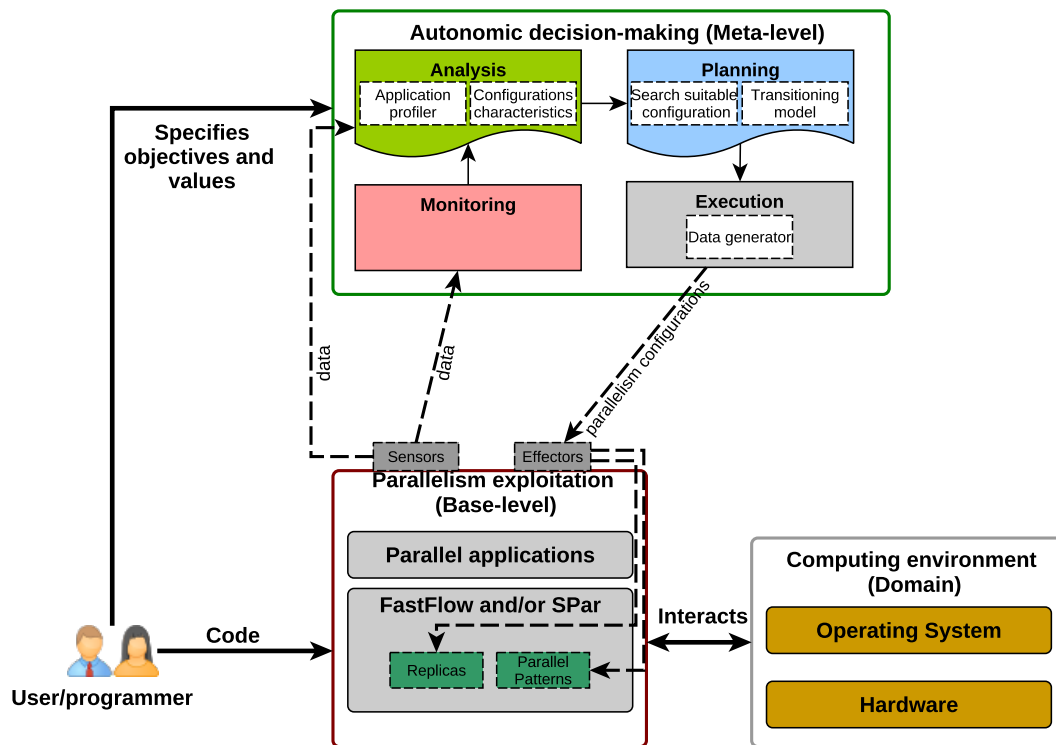 Autonomic decision-making (Meta-level)
Analysis
Application
profiler
Configurations
characteristics
Planning
Search suitable
configuration
Transitioning
model
Specifies
objectives and
values
Monitoring
Execution
Data generator
data
data
parallelism configurations
Sensors
Effectors
Parallelism exploitation
(Base-level)
Parallel applications
FastFlow and/or SPar
Replicas
Parallel
Patterns
Interacts
Computing environment
(Domain)
Operating System
Hardware
Code
User/programmer